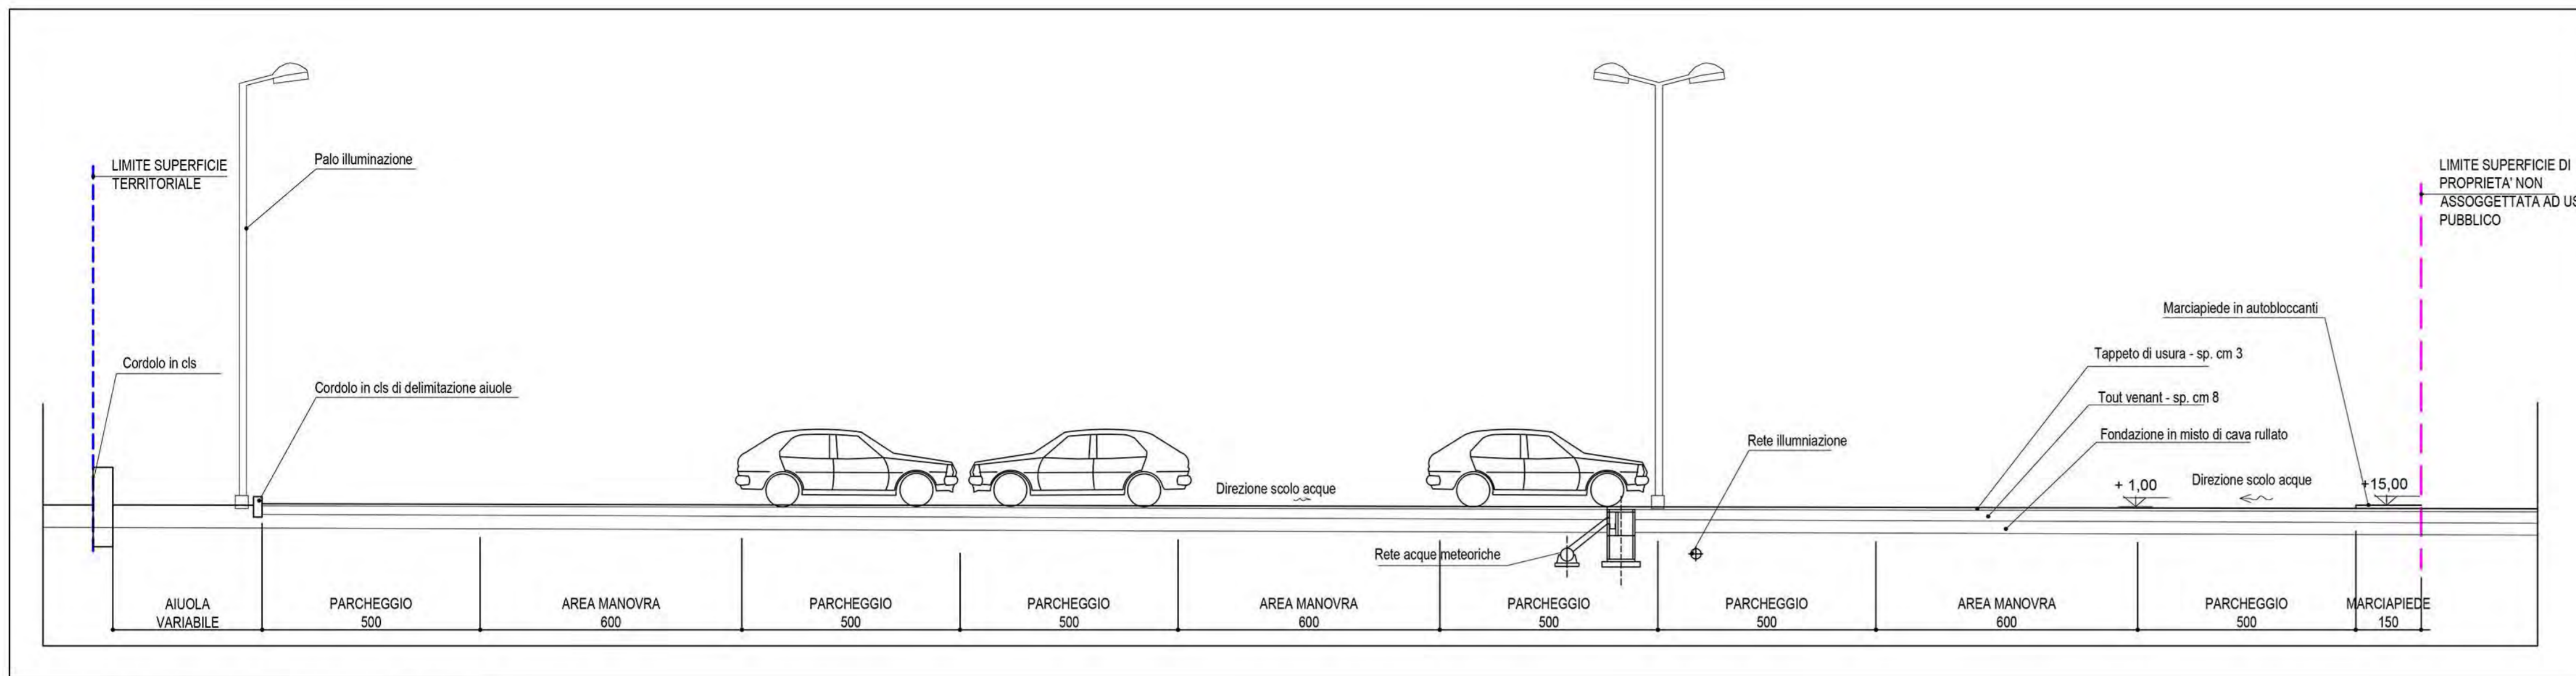 LIMITE SUPERFICIE
TERRITORIALE
Palo illuminazione
LIMITE SUPERFICIE DI
PROPRIETA' NON
ASSOGGETTATA AD US
PUBBLICO
Cordolo in cls
Cordolo in cls di delimitazione aiuole
Marciapiede in autobloccanti
Tappeto di usura - sp. cm 3
Tout venant - sp. cm 8
Fondazione in misto di cava rullato
Rete illumniazione
Direzione scolo acque
+ 1,00
Direzione scolo acque
+15,00
Rete acque meteoriche
AIUOLA
VARIABILE
PARCHEGGIO
500
AREA MANOVRA
600
PARCHEGGIO
500
PARCHEGGIO
500
AREA MANOVRA
600
PARCHEGGIO
500
PARCHEGGIO
500
AREA MANOVRA
600
PARCHEGGIO
500
MARCIAPIEDE
150